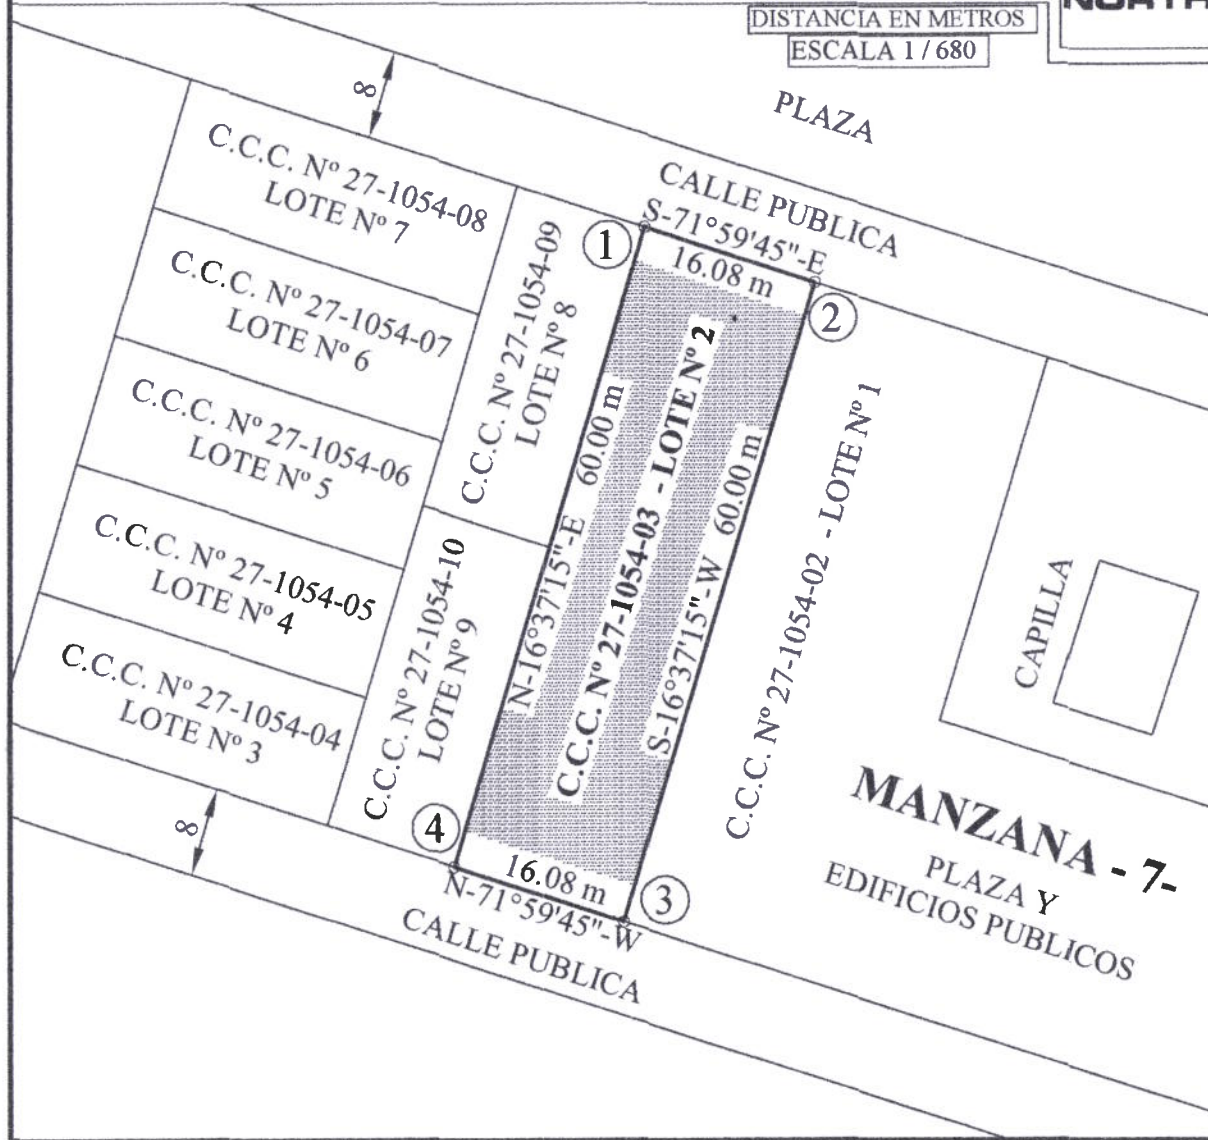 DISTANCIA EN METROS
ESCALA 1 / 680
PLAZA
CALLE PUBLICA
8
C.C.C. Nº 27-1054-08
LOTE Nº 7
C.C.C. Nº 27-1054-07
LOTE Nº 6
C.C.C. Nº 27-1054-06
LOTE Nº 5
C.C.C. Nº 27-1054-05
LOTE Nº 4
C.C.C. Nº 27-1054-04
LOTE Nº 3
C.C.C. Nº 27-1054-09
LOTE Nº 8
C.C.C. Nº 27-1054-10
LOTE Nº 9
1
S-71°59'45"-E
16.08 m
2
N-16°37'15"-E 60.00 m
C.C.C. Nº 27-1054-03 - LOTE Nº 2
S-16°37'15"-W 60.00 m
C.C.C. Nº 27-1054-02 - LOTE Nº 1
CAPILLA
MANZANA - 7-
PLAZA Y
EDIFICIOS PUBLICOS
4
16.08 m
N-71°59'45"-W
3
CALLE PUBLICA
8